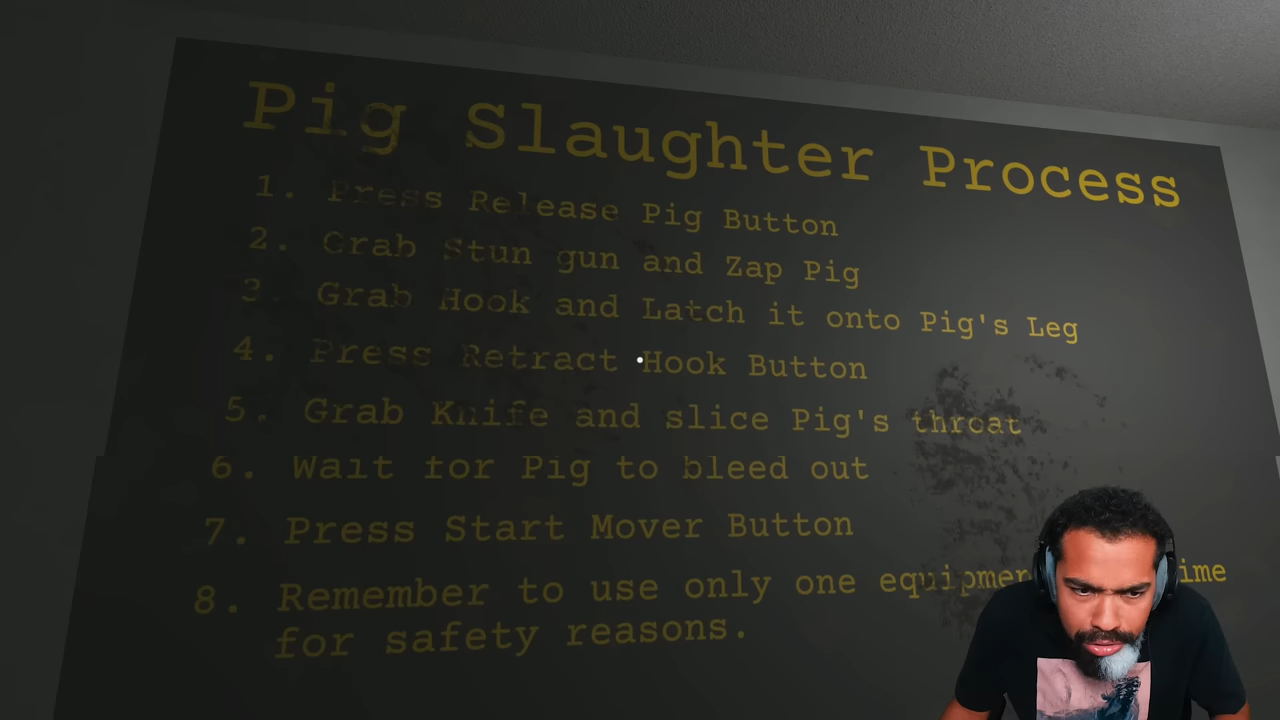 Pig Slaughter Process
1. Press Release Pig Button
2. Grab Stun gun and Zap Pig
3. Grab Hook and Latch it onto Pig's Leg
4. Press Retract Hook Button
5. Grab Knife and slice Pig's throat
6. Wait for Pig to bleed out
7. Press Start Mover Button
8. Remember to use only one
for safety reasons.